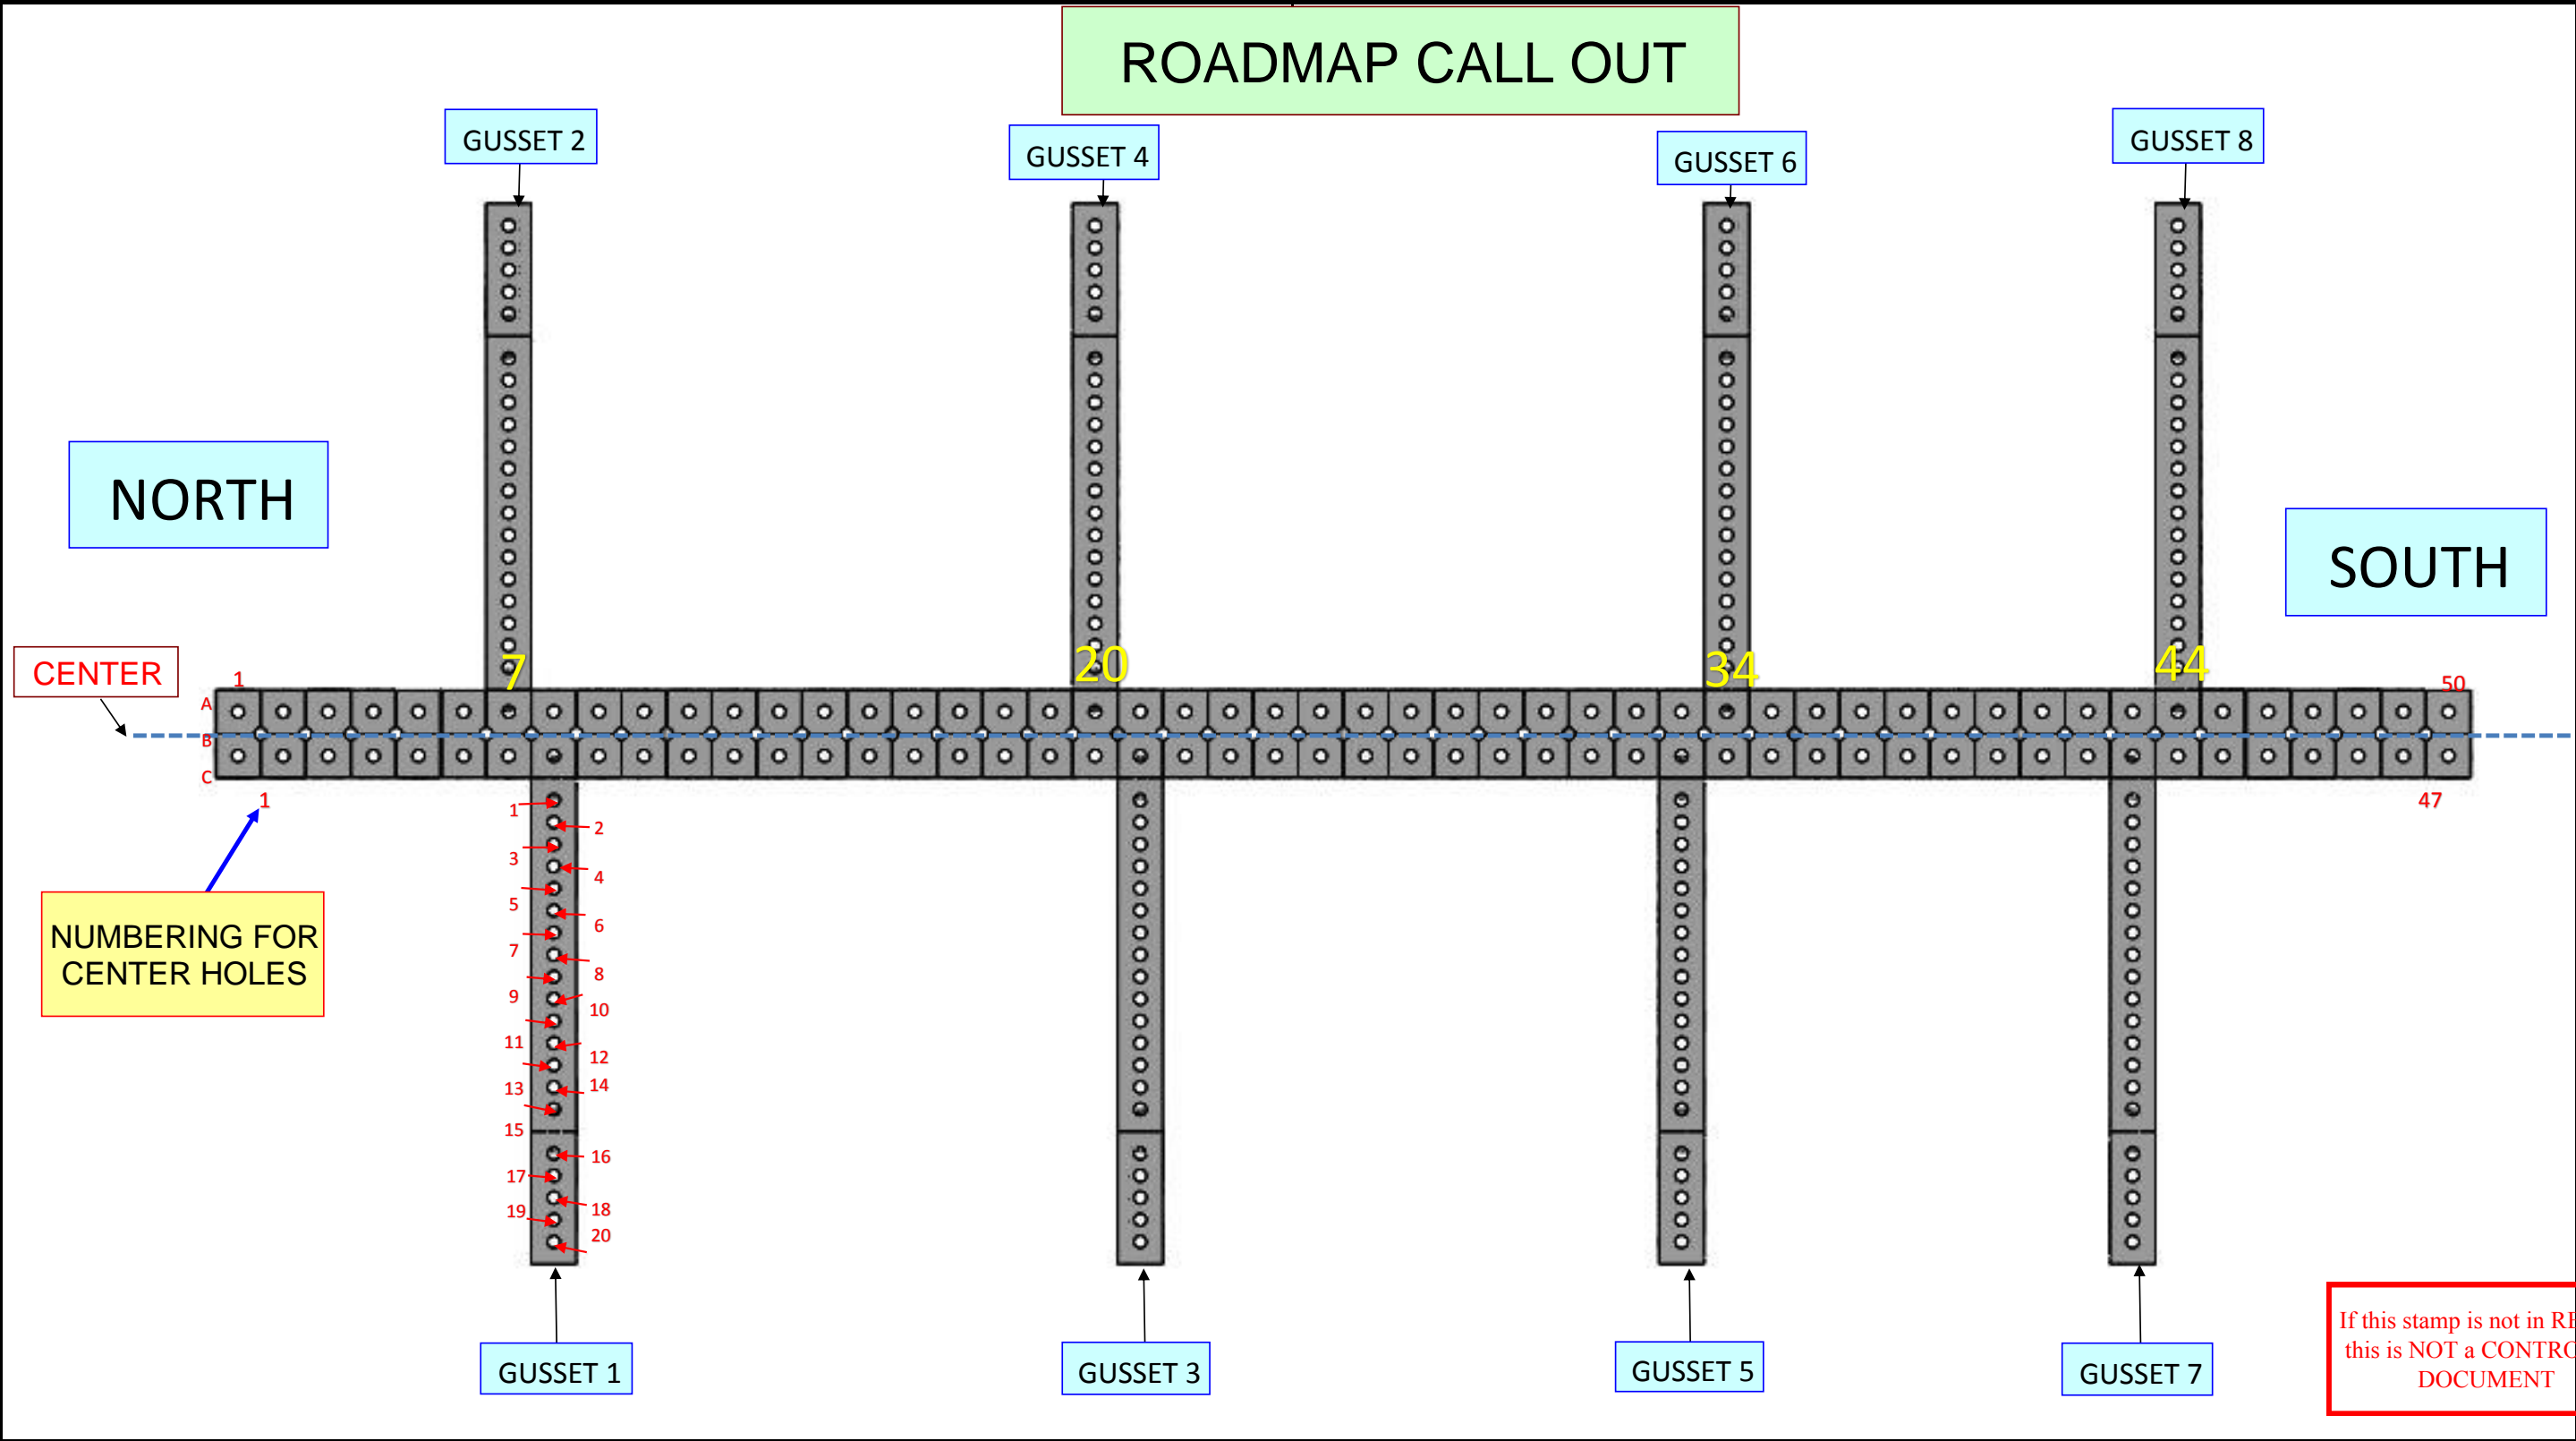 ROADMAP CALL OUT
GUSSET 2
GUSSET 4
GUSSET 6
GUSSET 8
NORTH
SOUTH
CENTER
1
7
20
34
44
50
A
B
C
1
47
NUMBERING FOR
CENTER HOLES
1
2
3
4
5
6
7
8
9
10
11
12
13
14
15
16
17
18
19
20
GUSSET 1
GUSSET 3
GUSSET 5
GUSSET 7
If this stamp is not in
this is NOT a
DOCUMENT